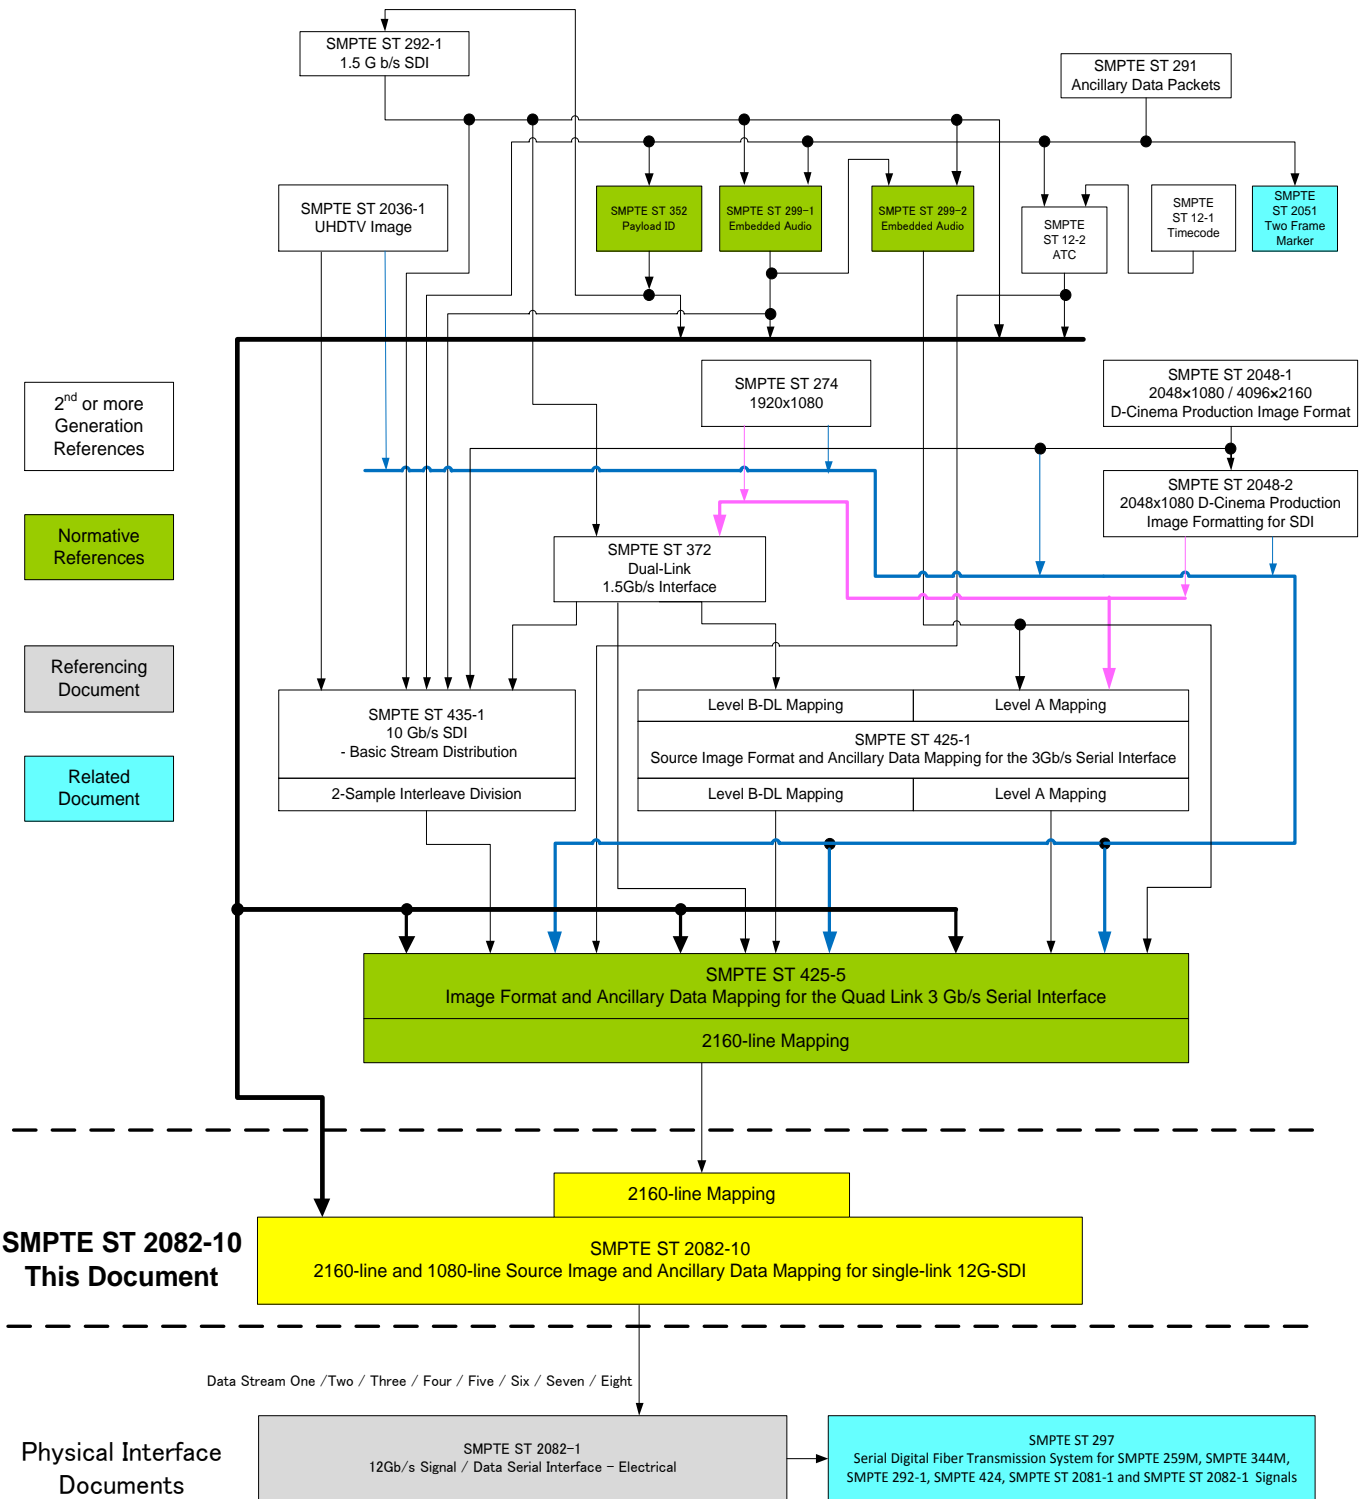 SMPTE ST 292-1
1.5 G b/s SDI
SMPTE ST 291
Ancillary Data Packets
SMPTE ST 2036-1
UHDTV Image
SMPTE ST 352
Payload ID
SMPTE ST 299-1
Embedded Audio
SMPTE ST 299-2
Embedded Audio
SMPTE
ST 12-2
ATC
SMPTE
ST 12-1
Timecode
SMPTE
ST 2051
Two Frame
Marker
2nd or more
Generation
References
SMPTE ST 274
1920x1080
SMPTE ST 2048-1
2048×1080 / 4096×2160
D-Cinema Production Image Format
SMPTE ST 2048-2
2048x1080 D-Cinema Production
Image Formatting for SDI
Normative
References
SMPTE ST 372
Dual-Link
1.5Gb/s Interface
Referencing
Document
SMPTE ST 435-1
10 Gb/s SDI
- Basic Stream Distribution
2-Sample Interleave Division
Level B-DL Mapping
Level A Mapping
SMPTE ST 425-1
Source Image Format and Ancillary Data Mapping for the 3Gb/s Serial Interface
Level B-DL Mapping
Level A Mapping
Related
Document
SMPTE ST 425-5
Image Format and Ancillary Data Mapping for the Quad Link 3 Gb/s Serial Interface
2160-line Mapping
2160-line Mapping
SMPTE ST 2082-10
This Document
SMPTE ST 2082-10
2160-line and 1080-line Source Image and Ancillary Data Mapping for single-link 12G-SDI
Data Stream One /Two / Three / Four / Five / Six / Seven / Eight
Physical Interface
Documents
SMPTE ST 2082-1
12Gb/s Signal / Data Serial Interface - Electrical
SMPTE ST 297
Serial Digital Fiber Transmission System for SMPTE 259M, SMPTE 344M,
SMPTE 292-1, SMPTE 424, SMPTE ST 2081-1 and SMPTE ST 2082-1 Signals